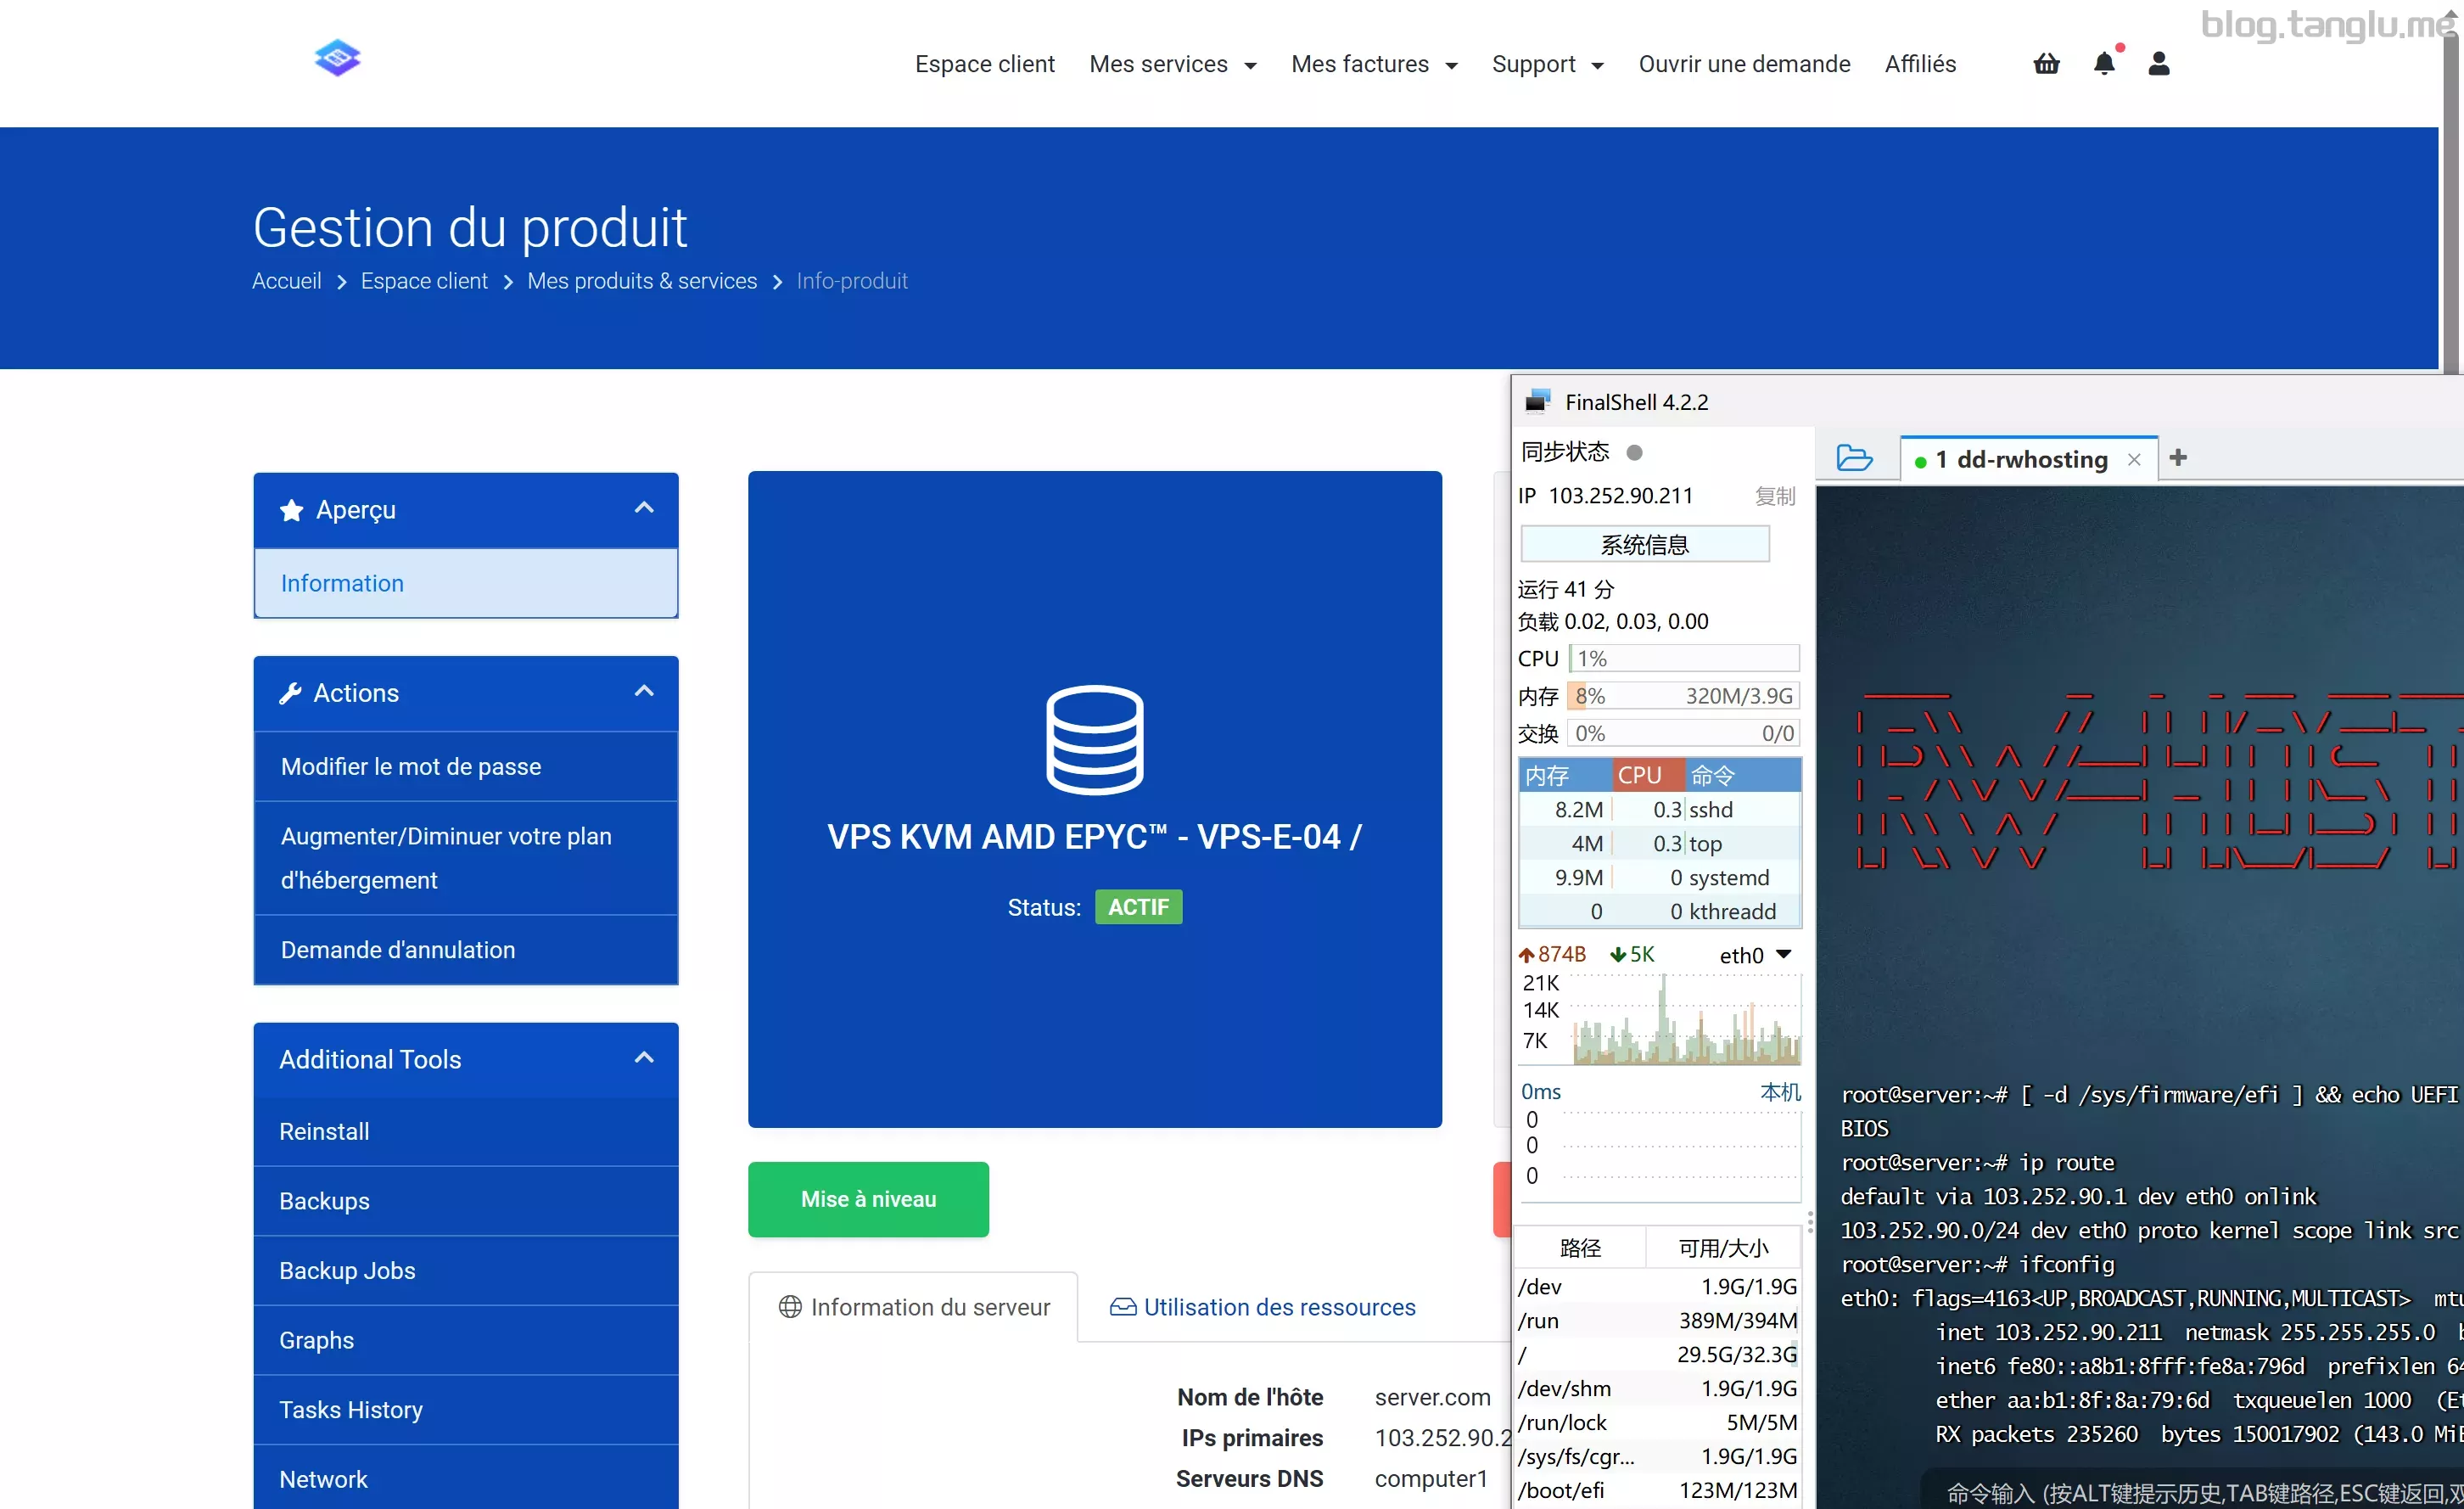 blog.tanglu.me
Espace client Mes services Mes factures Support Ouvrir une demande Affiliés
Gestion du produit
Accueil Espace client Mes produits & services Info-produit
Aperçu
Information
Actions
Modifier le mot de passe
Augmenter/Diminuer votre plan
d'hébergement
Demande d'annulation
Additional Tools
Reinstall
Backups
Backup Jobs
Graphs
Tasks History
Network
VPS KVM AMD EPYC™ - VPS-E-04 /
Status: ACTIF
Mise à niveau
Information du serveur Utilisation des ressources
Nom de l'hôte server.com
IPs primaires 103.252.90.2
Serveurs DNS computer1
FinalShell 4.2.2
同步状态
IP 103.252.90.211 复制
系统信息
运行 41 分
负载 0.02, 0.03, 0.00
CPU 1%
内存 8% 320M/3.9G
交换 0% 0/0
内存 CPU 命令
8.2M 0.3 sshd
4M 0.3 top
9.9M 0 systemd
0 0 kthreadd
874B 5K eth0
21K
14K
7K
0ms 本机
0
0
0
路径 可用/大小
/dev 1.9G/1.9G
/run 389M/394M
/ 29.5G/32.3G
/dev/shm 1.9G/1.9G
/run/lock 5M/5M
/sys/fs/cgr... 1.9G/1.9G
/boot/efi 123M/123M
1 dd-rwhosting
root@server:~# [ -d /sys/firmware/efi ] && echo UEFI
BIOS
root@server:~# ip route
default via 103.252.90.1 dev eth0 onlink
103.252.90.0/24 dev eth0 proto kernel scope link src
root@server:~# ifconfig
eth0: flags=4163<UP,BROADCAST,RUNNING,MULTICAST> mtu
inet 103.252.90.211 netmask 255.255.255.0 b
inet6 fe80::a8b1:8fff:fe8a:796d prefixlen 64
ether aa:b1:8f:8a:79:6d txqueuelen 1000 (Et
RX packets 235260 bytes 150017902 (143.0 MiB
命令输入 (按ALT键提示历史,TAB键路径,ESC键返回,双